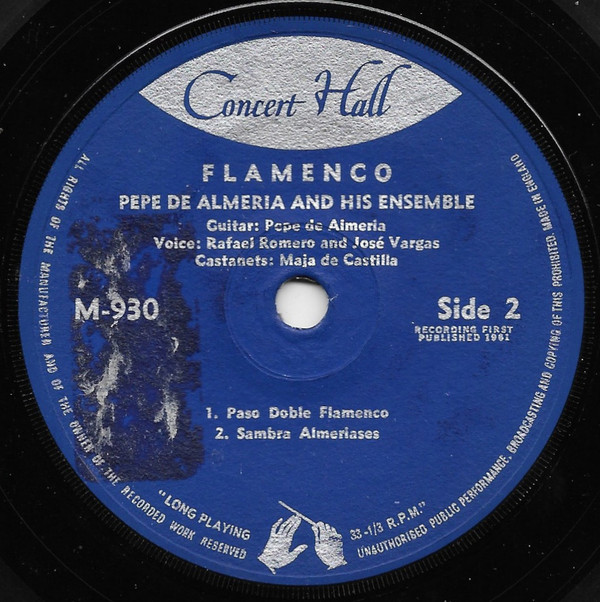 Concert Hall
FLAMENCO
PEPE DE ALMERIA AND HIS ENSEMBLE
Guitar: Pepe de Almeria
Voice: Rafael Romero and José Vargas
Castanets: Maja de Castilla
M-930
Side 2
RECORDING FIRST
PUBLISHED 1961
1. Paso Doble Flamenco
2. Sambra Almeriases
"LONG PLAYING
33-1/3 R.P.M."
ALL RIGHTS OF THE MANUFACTURER AND OF THE OWNER OF THE RECORDED WORK RESERVED
UNAUTHORISED PUBLIC PERFORMANCE, BROADCASTING AND COPYING OF THIS PROHIBITED. MADE IN ENGLAND